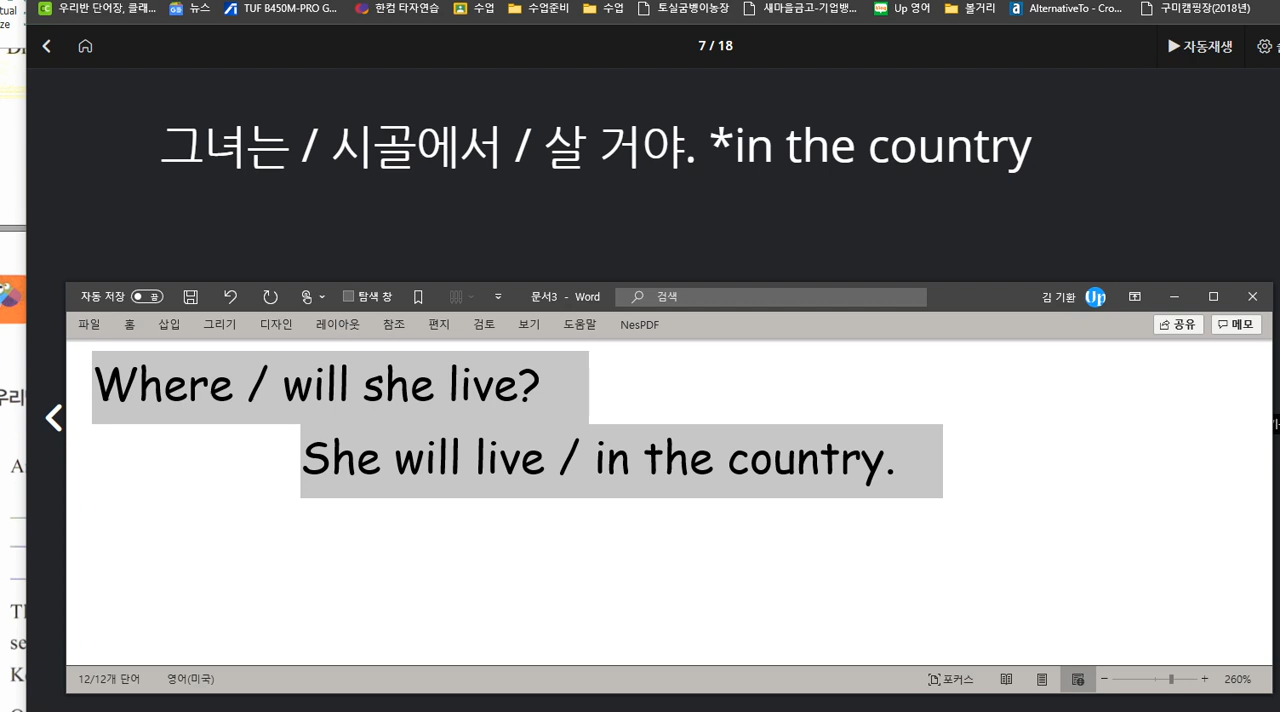 우리반 단어장, 클래... 뉴스 TUF B450M-PRO G... 한컴 타자연습 수업 수업준비 수업 토실굼벵이농장 새마을금고-기업뱅... Up 영어 볼거리 AlternativeTo - Cro... 구미캠핑장(2018년)
7 / 18
자동재생
그녀는 / 시골에서 / 살 거야. *in the country
자동 저장 끔 탐색 창 문서3 - Word 검색 김 기환 Up
파일 홈 삽입 그리기 디자인 레이아웃 참조 편지 검토 보기 도움말 NesPDF 공유 메모
Where / will she live?
She will live / in the country.
12/12개 단어 영어(미국) 포커스 260%